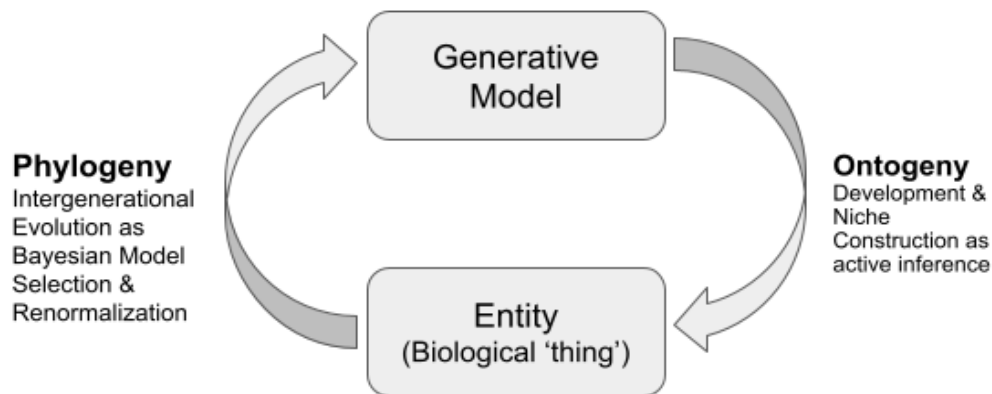 Generative
Model
Phylogeny
Intergenerational
Evolution as
Bayesian Model
Selection &
Renormalization
Ontogeny
Development &
Niche
Construction as
active inference
Entity
(Biological ‘thing’)